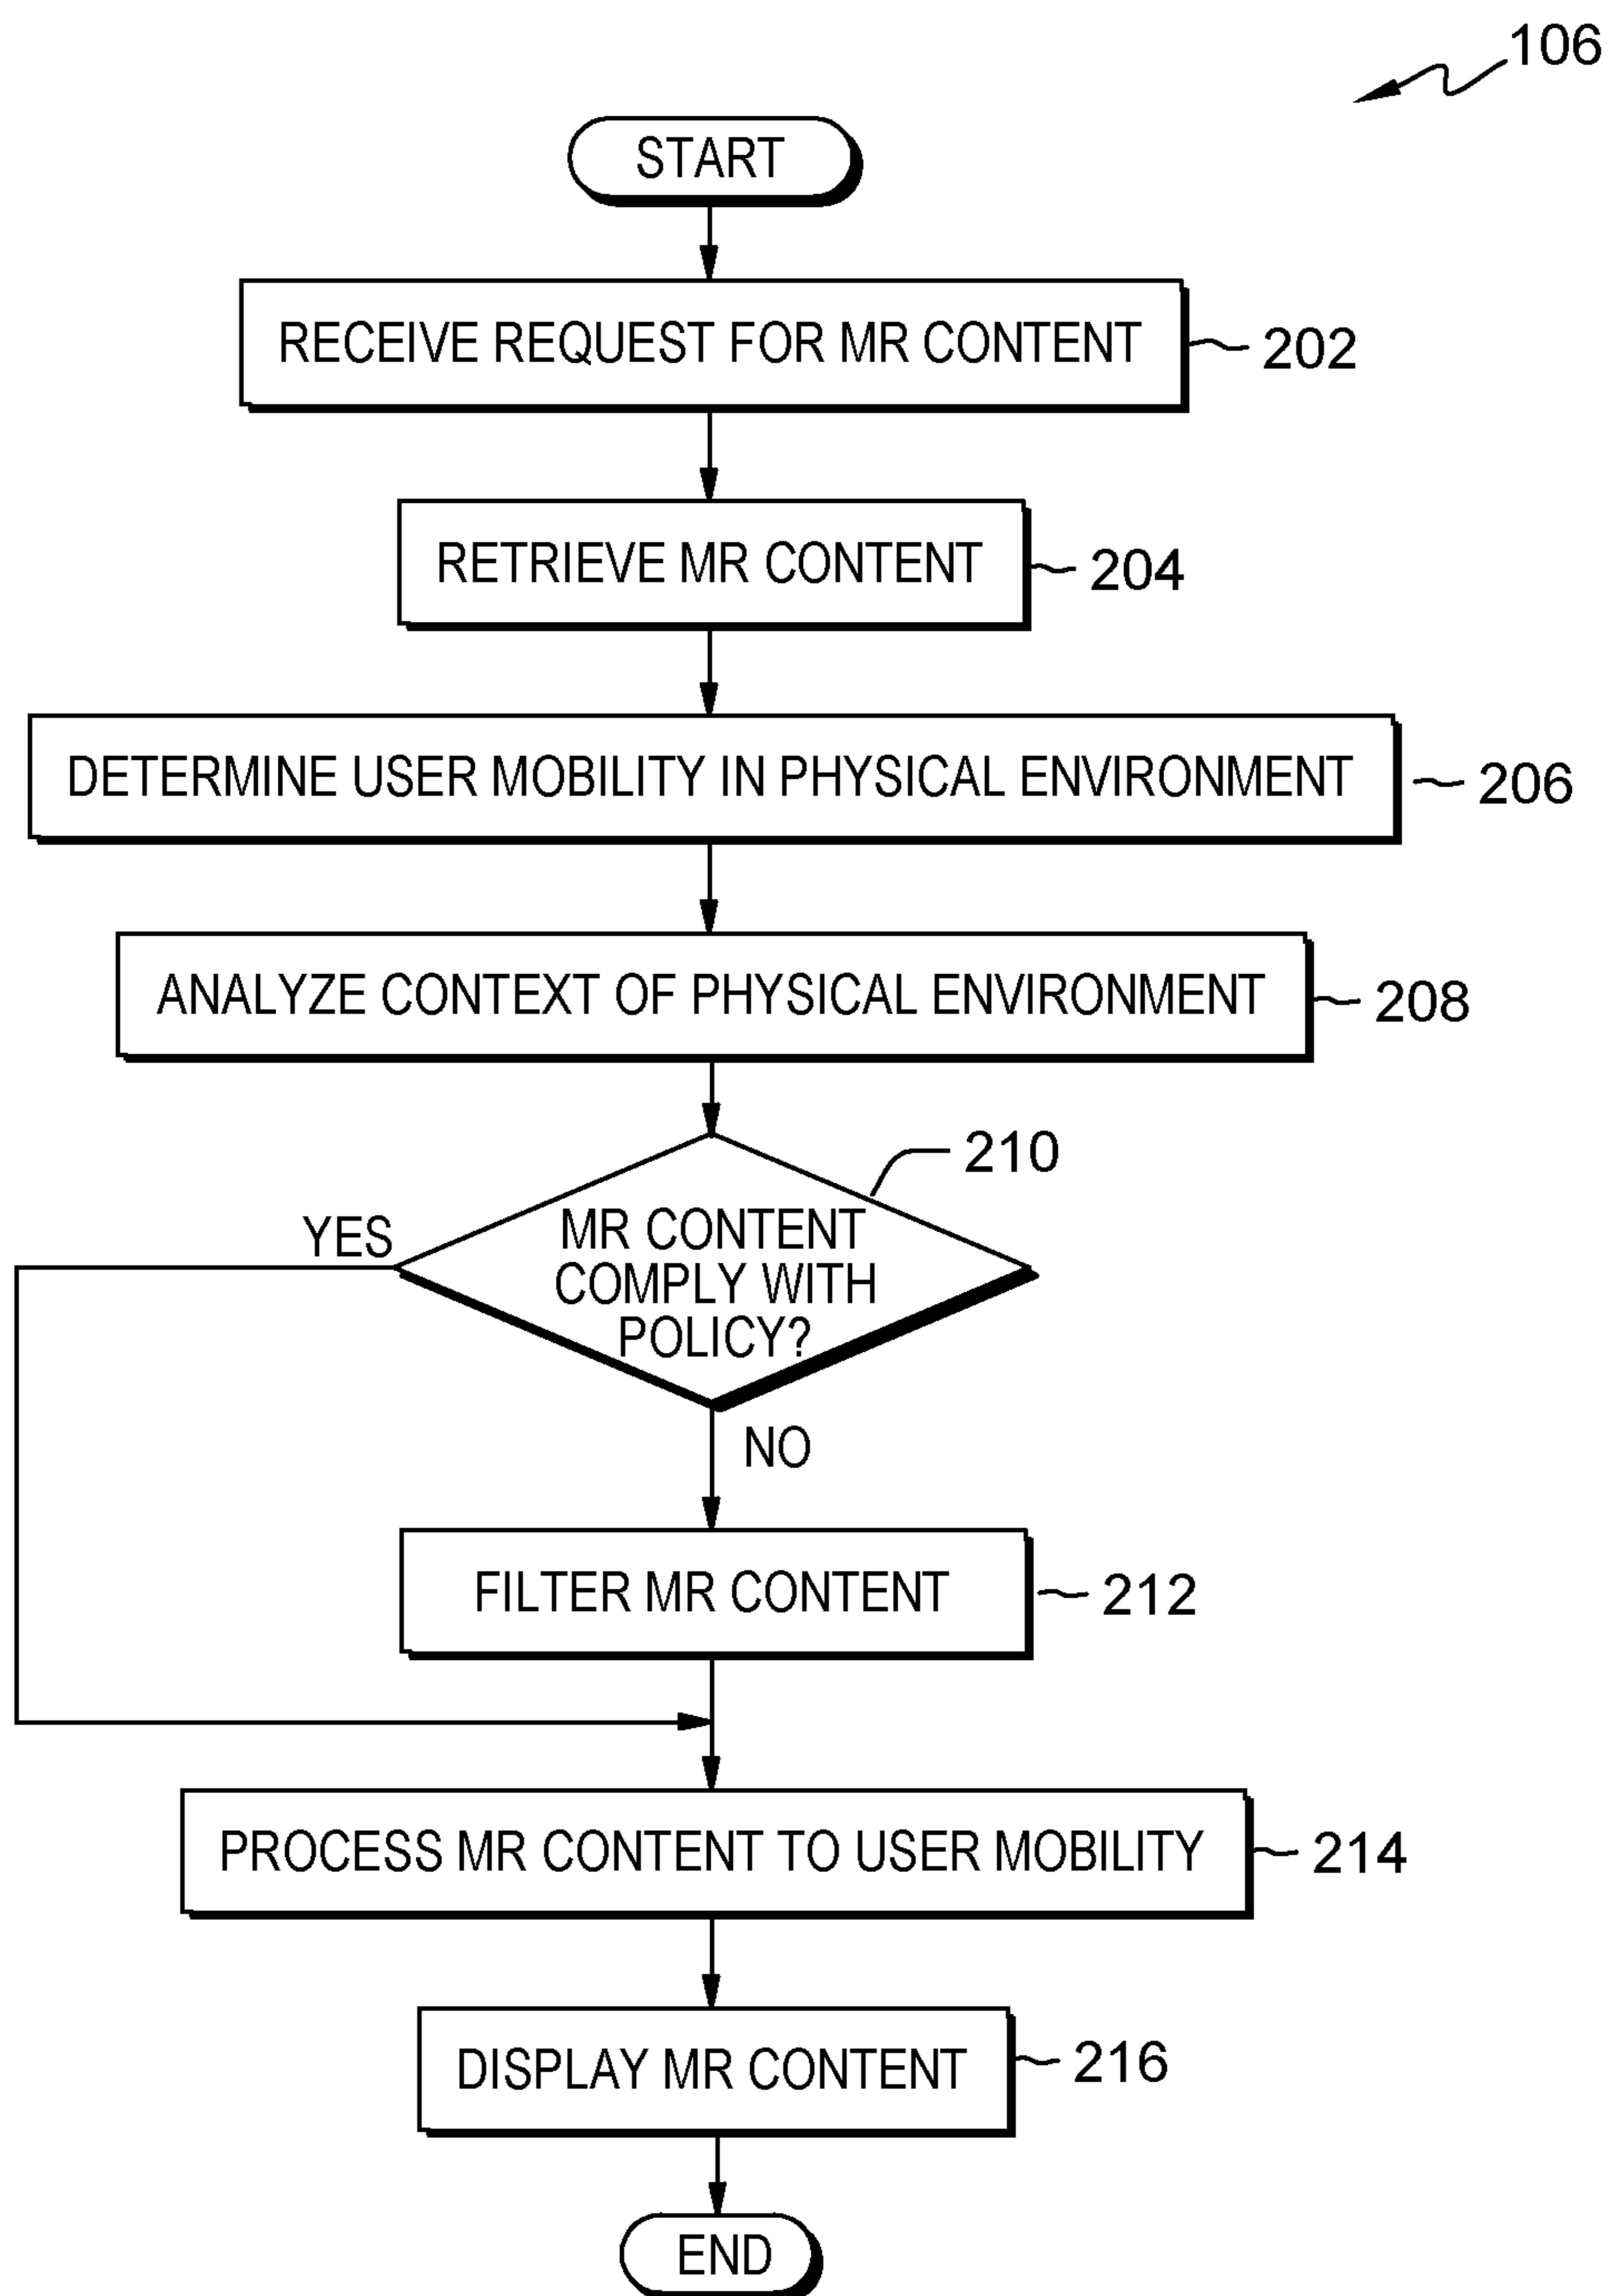 106
START
RECEIVE REQUEST FOR MR CONTENT
202
RETRIEVE MR CONTENT
204
DETERMINE USER MOBILITY IN PHYSICAL ENVIRONMENT
206
ANALYZE CONTEXT OF PHYSICAL ENVIRONMENT
208
210
YES
MR CONTENT
COMPLY WITH
POLICY?
NO
FILTER MR CONTENT
212
PROCESS MR CONTENT TO USER MOBILITY
214
DISPLAY MR CONTENT
216
END